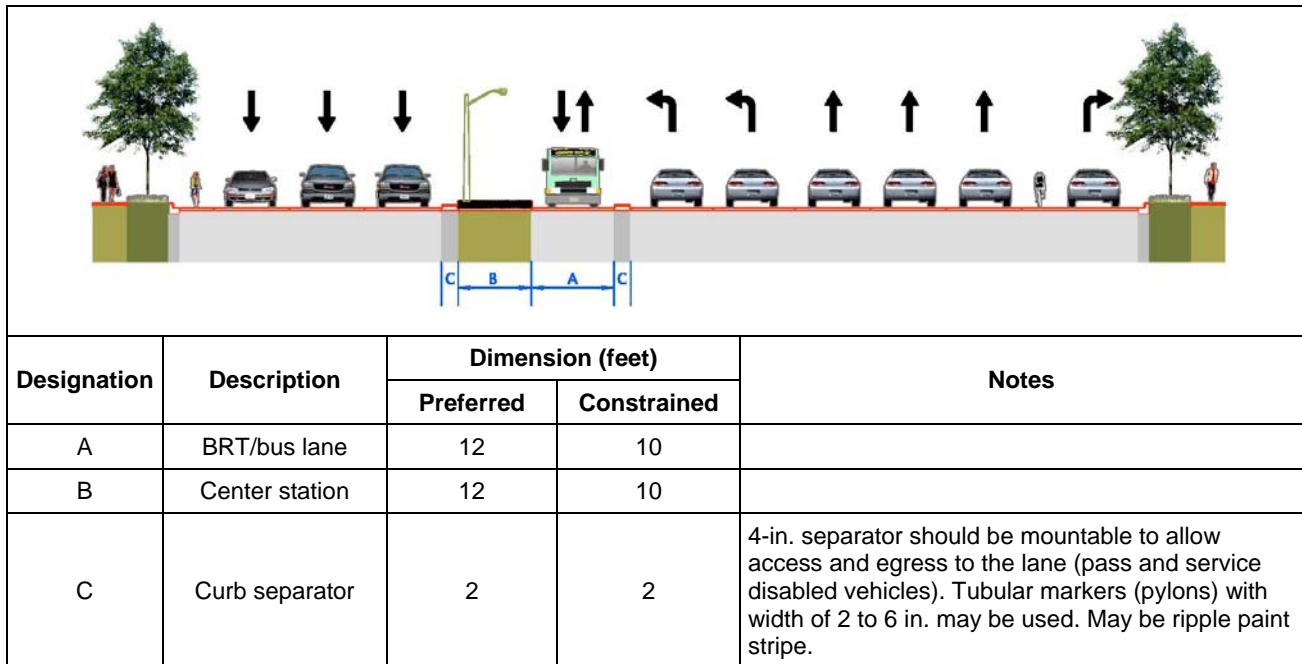 C B A C
Designation Description Dimension (feet) Notes
Preferred Constrained
A BRT/bus lane 12 10
B Center station 12 10
C Curb separator 2 2 4-in. separator should be mountable to allow
access and egress to the lane (pass and service
disabled vehicles). Tubular markers (pylons) with
width of 2 to 6 in. may be used. May be ripple paint
stripe.